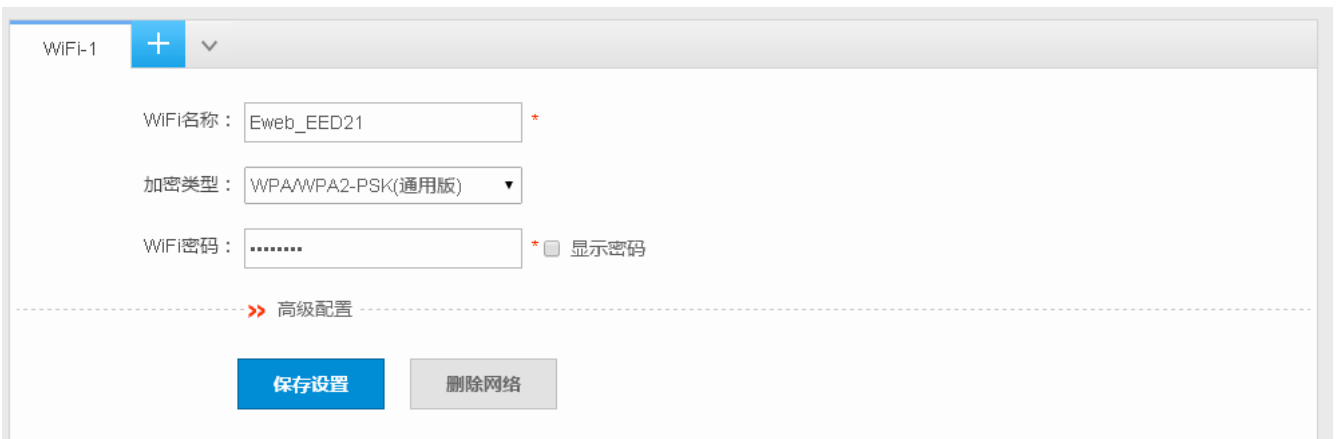 WiFi-1
WiFi名称： Eweb_EED21 *
加密类型： WPA/WPA2-PSK(通用版)
WiFi密码： •••••••• * 显示密码
高级配置
保存设置 删除网络